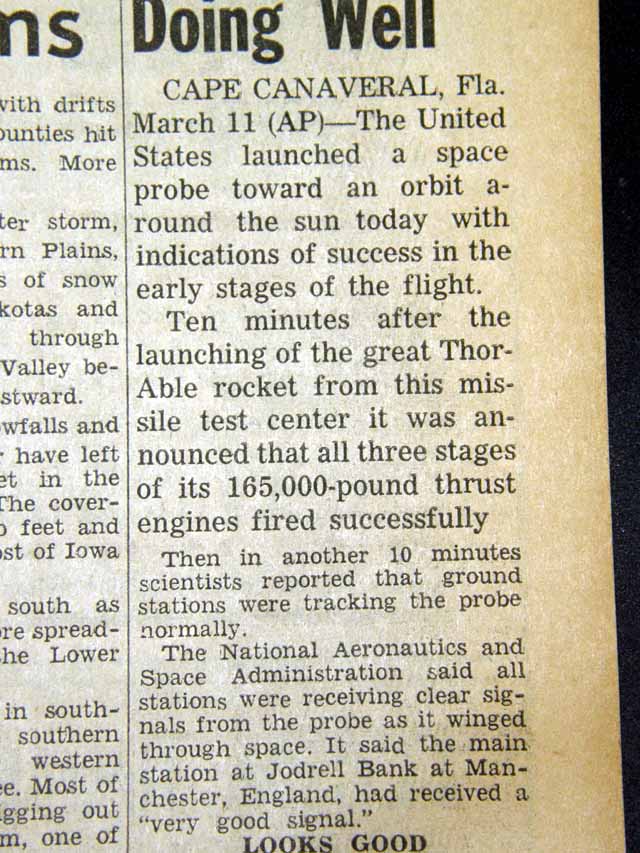 ms
with drifts
ounties hit
ms. More
ter storm,
rn Plains,
s of snow
kotas and
through
Valley be-
stward.
wfalls and
have left
et in the
The cover-
feet and
ost of Iowa
south as
re spread-
the Lower
in south-
southern
western
ee. Most of
igging out
m, one of
Doing Well
CAPE CANAVERAL, Fla.
March 11 (AP)—The United
States launched a space
probe toward an orbit a-
round the sun today with
indications of success in the
early stages of the flight.
Ten minutes after the
launching of the great Thor-
Able rocket from this mis-
sile test center it was an-
nounced that all three stages
of its 165,000-pound thrust
engines fired successfully
Then in another 10 minutes
scientists reported that ground
stations were tracking the probe
normally.
The National Aeronautics and
Space Administration said all
stations were receiving clear sig-
nals from the probe as it winged
through space. It said the main
station at Jodrell Bank at Man-
chester, England, had received a
“very good signal.”
LOOKS GOOD